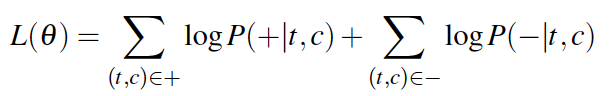 L(θ) = ∑ log P(+|t,c) + ∑ log P(−|t,c)
(t,c)∈+ (t,c)∈−